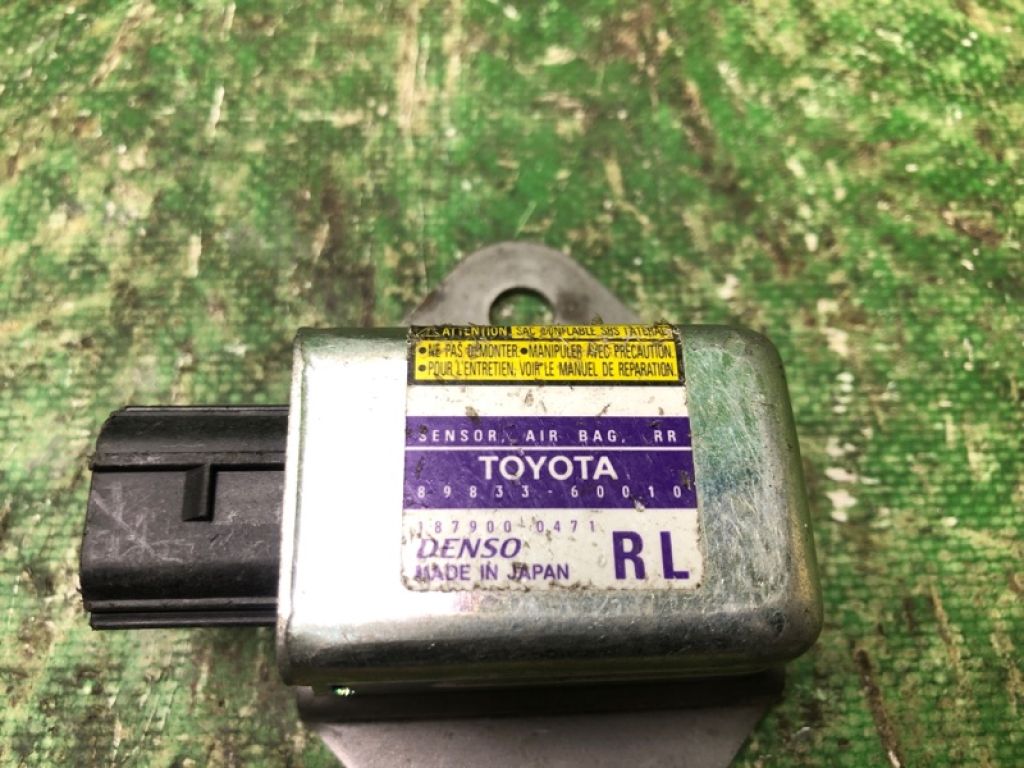 ATTENTION: SAC GONFLABLE SRS LATERAL
• NE PAS DEMONTER. • MANIPULER AVEC PRECAUTION.
• POUR L'ENTRETIEN, VOIR LE MANUEL DE REPARATION.
SENSOR, AIR BAG, RR
TOYOTA
89833-60010
187900-0471
DENSO RL
MADE IN JAPAN